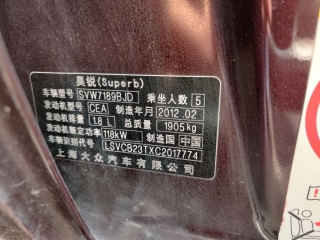 昊锐(Superb)
车辆型号 SVW7189BJD 乘坐人数 5
发动机型号 CEA 制造年月 2012.02
发动机排量 1.8 L 总质量 1905kg
发动机额定功率 118kW 制造国 中国
车辆识别代号 LSVCB23TXC2017774
上海大众汽车有限公司